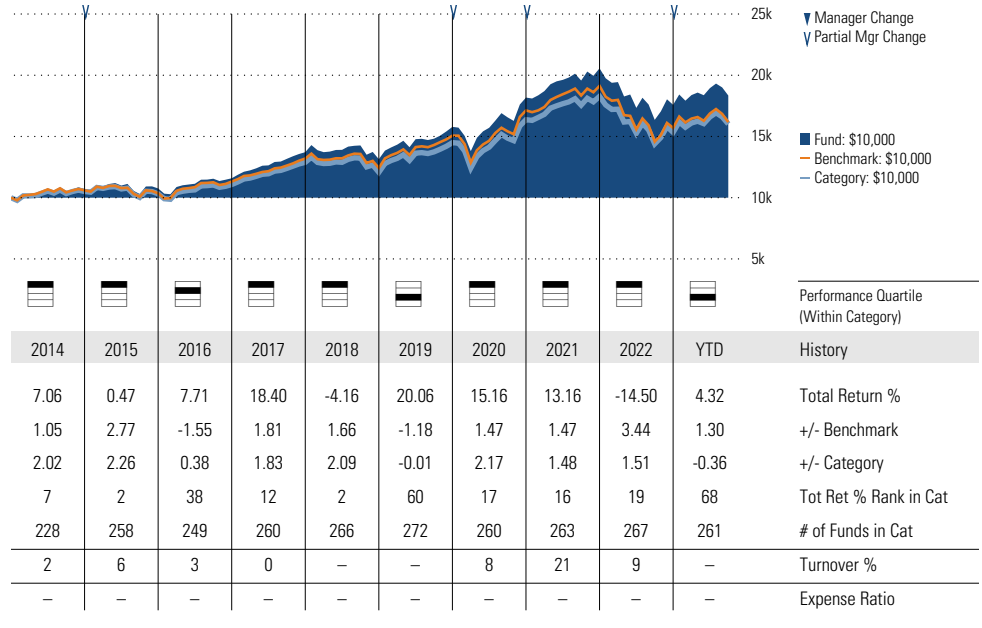 25k
20k
15k
10k
5k
Manager Change
Partial Mgr Change
Fund: $10,000
Benchmark: $10,000
Category: $10,000
Performance Quartile
(Within Category)
2014 2015 2016 2017 2018 2019 2020 2021 2022 YTD History
7.06 0.47 7.71 18.40 -4.16 20.06 15.16 13.16 -14.50 4.32 Total Return %
1.05 2.77 -1.55 1.81 1.66 -1.18 1.47 1.47 3.44 1.30 +/- Benchmark
2.02 2.26 0.38 1.83 2.09 -0.01 2.17 1.48 1.51 -0.36 +/- Category
7 2 38 12 2 60 17 16 19 68 Tot Ret % Rank in Cat
228 258 249 260 266 272 260 263 267 261 # of Funds in Cat
2 6 3 0 – – 8 21 9 – Turnover %
– – – – – – – – – – Expense Ratio